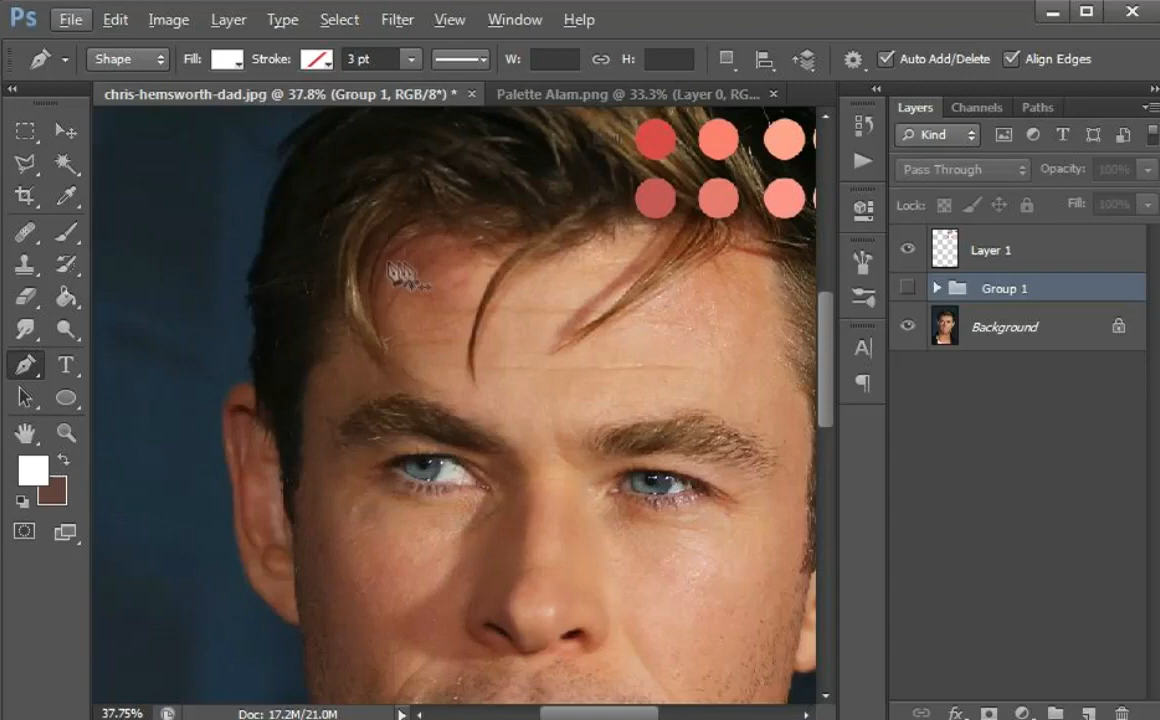 Ps File Edit Image Layer Type Select Filter View Window Help
Shape Fill: Stroke: 3 pt W: H: Auto Add/Delete Align Edges
chris-hemsworth-dad.jpg @ 37.8% (Group 1, RGB/8*) * × Palette Alam.png @ 33.3% (Layer 0, RG... ×
Layers Channels Paths
Kind
Pass Through Opacity: 100%
Lock: Fill: 100%
Layer 1
Group 1
Background
37.75% Doc: 17.2M/21.0M